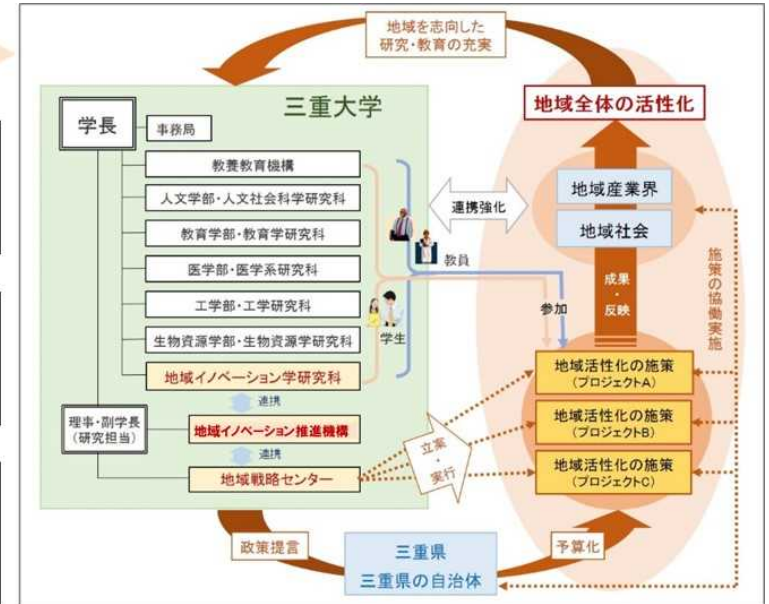 地域を志向した
研究・教育の充実
三重大学
学長
事務局
教養教育機構
人文学部・人文社会科学研究科
教育学部・教育学研究科
医学部・医学系研究科
工学部・工学研究科
生物資源学部・生物資源学研究科
地域イノベーション学研究科
連携
理事・副学長
(研究担当)
地域イノベーション推進機構
連携
地域戦略センター
教員
学生
連携強化
参加
地域全体の活性化
地域産業界
地域社会
成果
・
反映
施策の協働実施
地域活性化の施策
(プロジェクトA)
地域活性化の施策
(プロジェクトB)
地域活性化の施策
(プロジェクトC)
立案
・
実行
政策提言
三重県
三重県の自治体
予算化